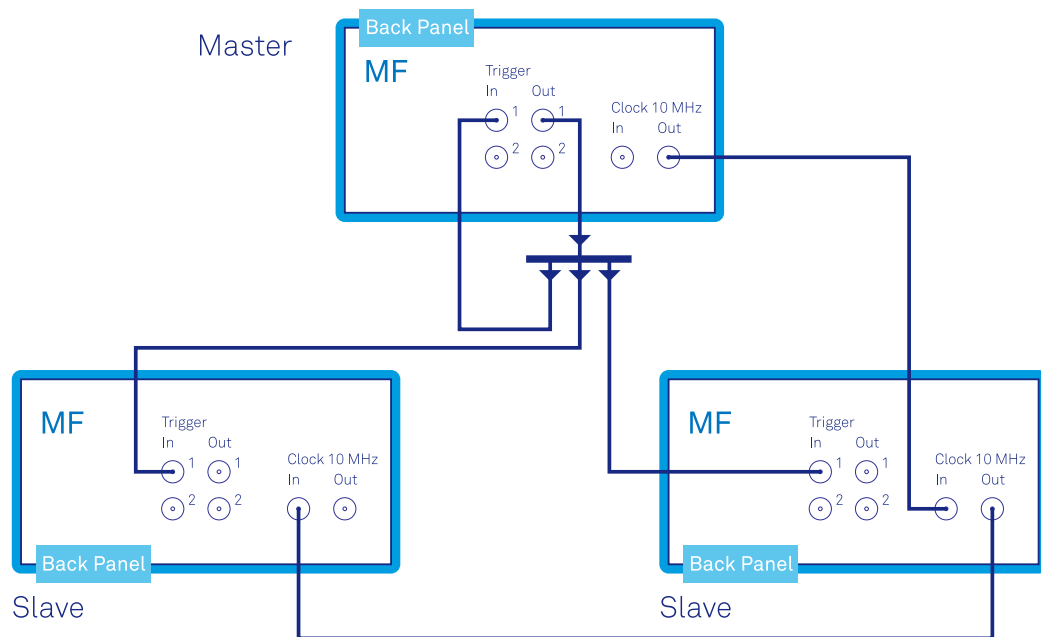 Back Panel
Master
MF
Trigger
In Out
1 1
Clock 10 MHz
In Out
2 2
MF
Trigger
In Out
1 1
Clock 10 MHz
In Out
2 2
Back Panel
Slave
MF
Trigger
In Out
1 1
Clock 10 MHz
In Out
2 2
Back Panel
Slave